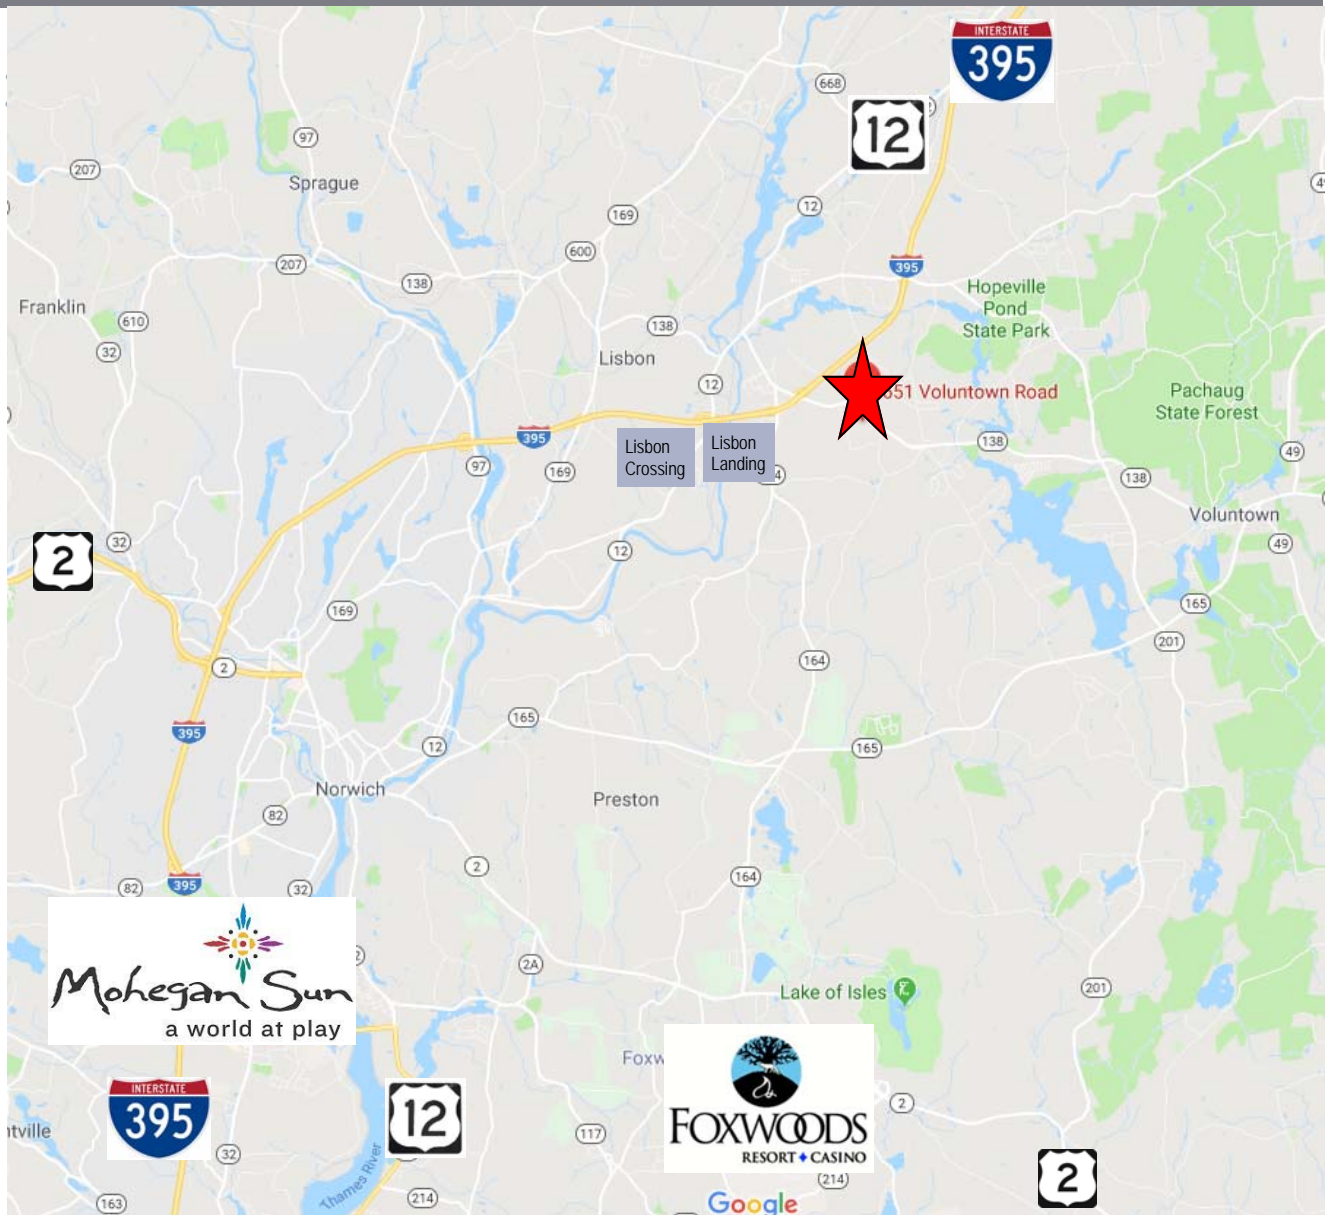 INTERSTATE
395
668
12
97
207
Sprague
12
169
600
207
395
138
Hopeville
Pond
State Park
Franklin
610
138
32
Lisbon
12
651 Voluntown Road
Pachaug
State Forest
395
Lisbon
Crossing
Lisbon
Landing
138
49
97
169
138
Voluntown
32
2
12
49
169
165
201
2
164
165
395
12
165
Norwich
Preston
82
2
164
82
395
32
Mohegan Sun
a world at play
2A
Lake of Isles
201
Foxw
FOXWOODS
RESORT CASINO
INTERSTATE
395
12
2
117
ntville
32
Thames River
214
214
2
163
Google